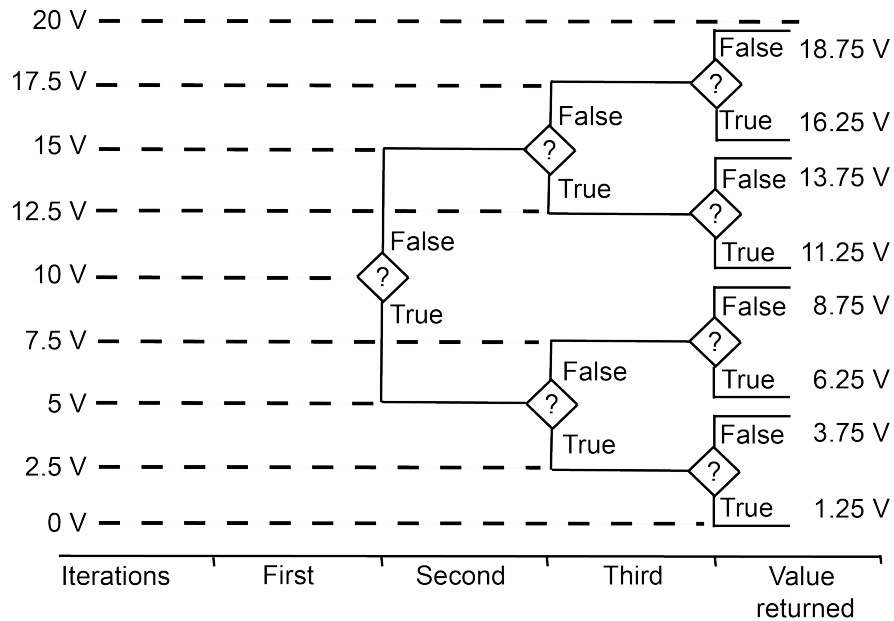 20 V
False
18.75 V
17.5 V
?
False
True
16.25 V
15 V
?
False
13.75 V
True
12.5 V
?
False
True
11.25 V
10 V
?
False
8.75 V
True
7.5 V
?
False
True
6.25 V
5 V
?
False
3.75 V
True
2.5 V
?
True
1.25 V
0 V
Iterations
First
Second
Third
Value
returned